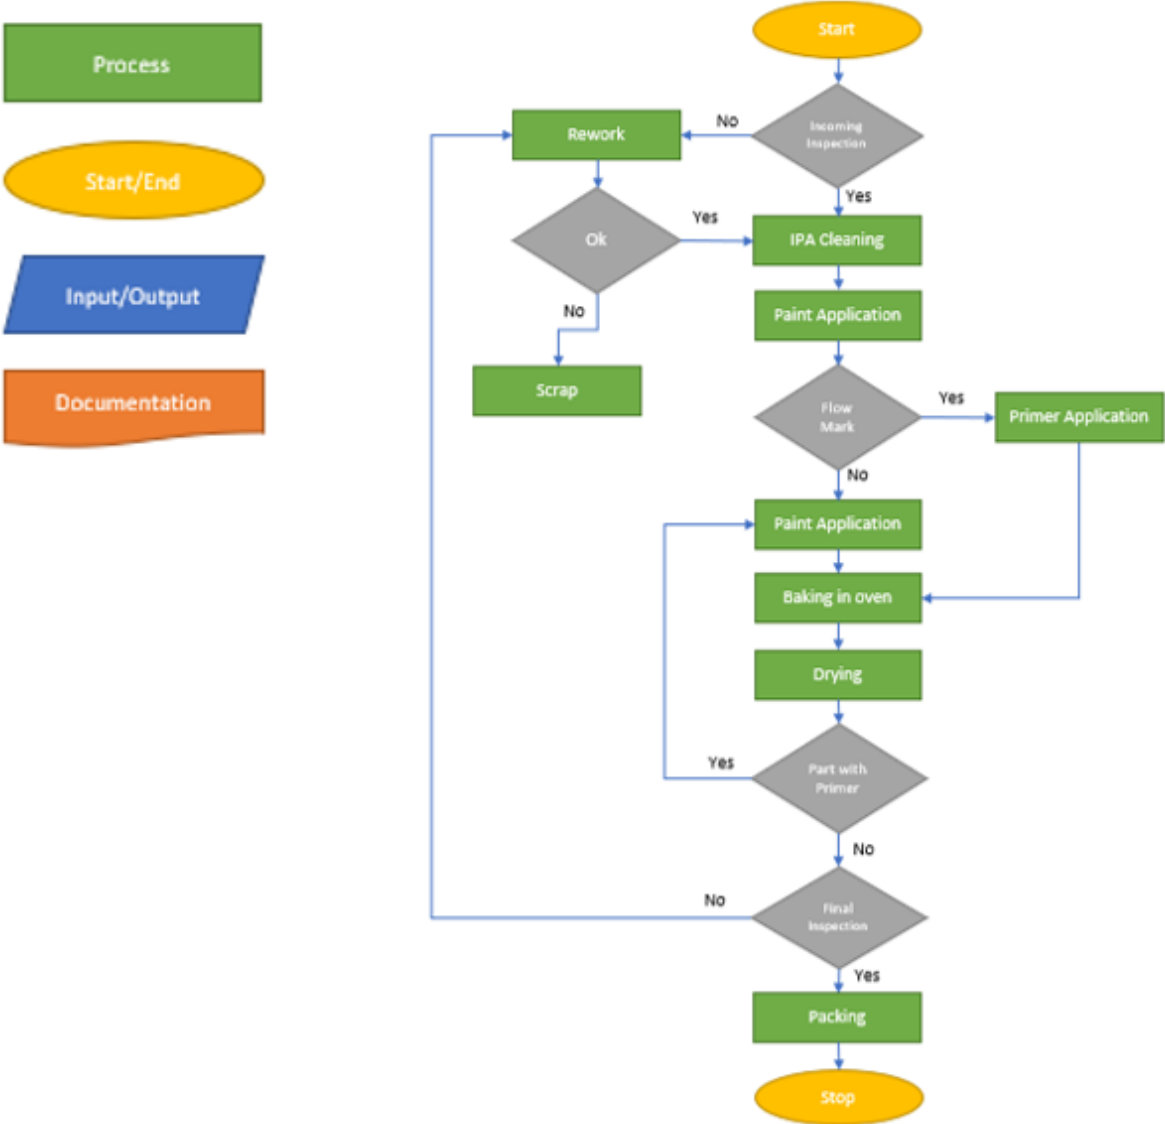 Process
Start/End
Input/Output
Documentation
Start
Incoming
Inspection
No
Rework
Yes
Ok
Yes
IPA Cleaning
No
Scrap
Paint Application
Flow
Mark
Yes
Primer Application
No
Paint Application
Baking in oven
Drying
Part with
Primer
Yes
No
Final
Inspection
No
Yes
Packing
Stop